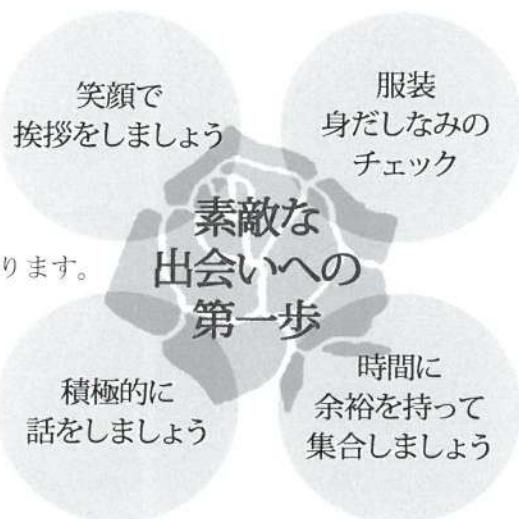 笑顔で
挨拶をしましょう
服装
身だしなみの
チェック
素敵な
出会いへの
第一歩
ります。
積極的に
話をしましょう
時間に
余裕を持って
集合しましょう